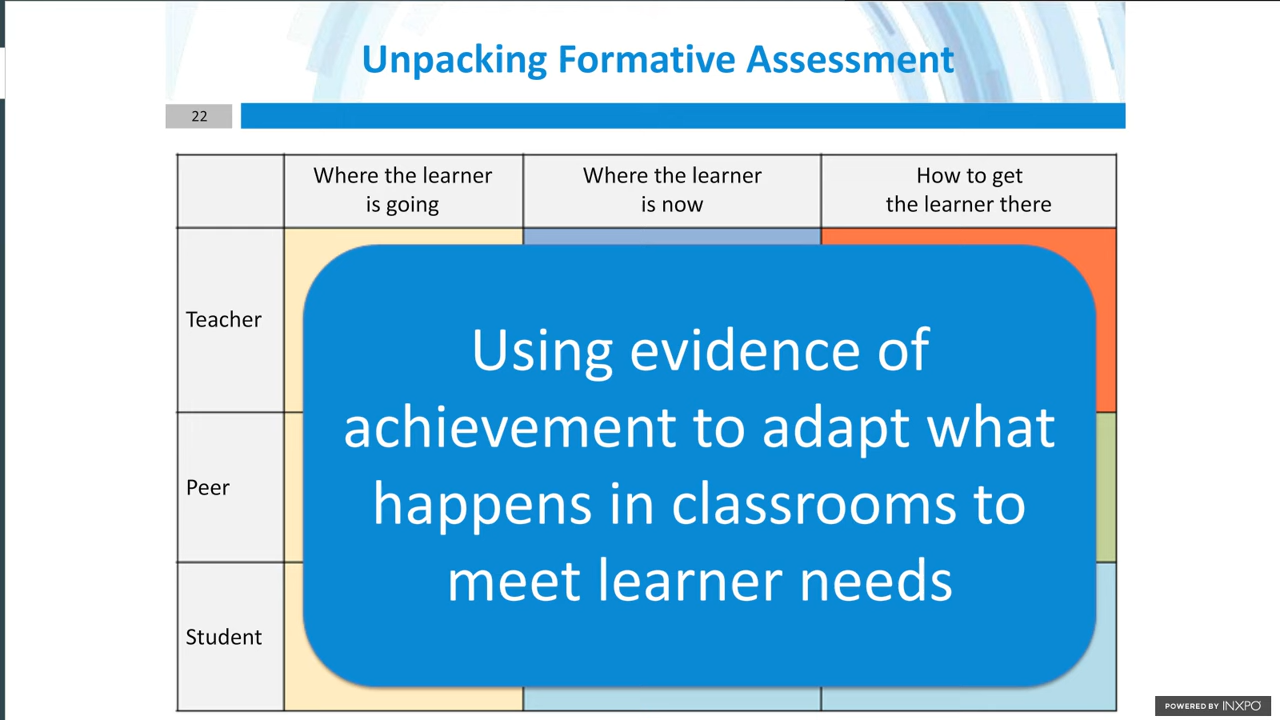 Unpacking Formative Assessment
22
Where the learner
is going
Where the learner
is now
How to get
the learner there
Teacher
Using evidence of
achievement to adapt what
happens in classrooms to
meet learner needs
Peer
Student
POWERED BY INXPO